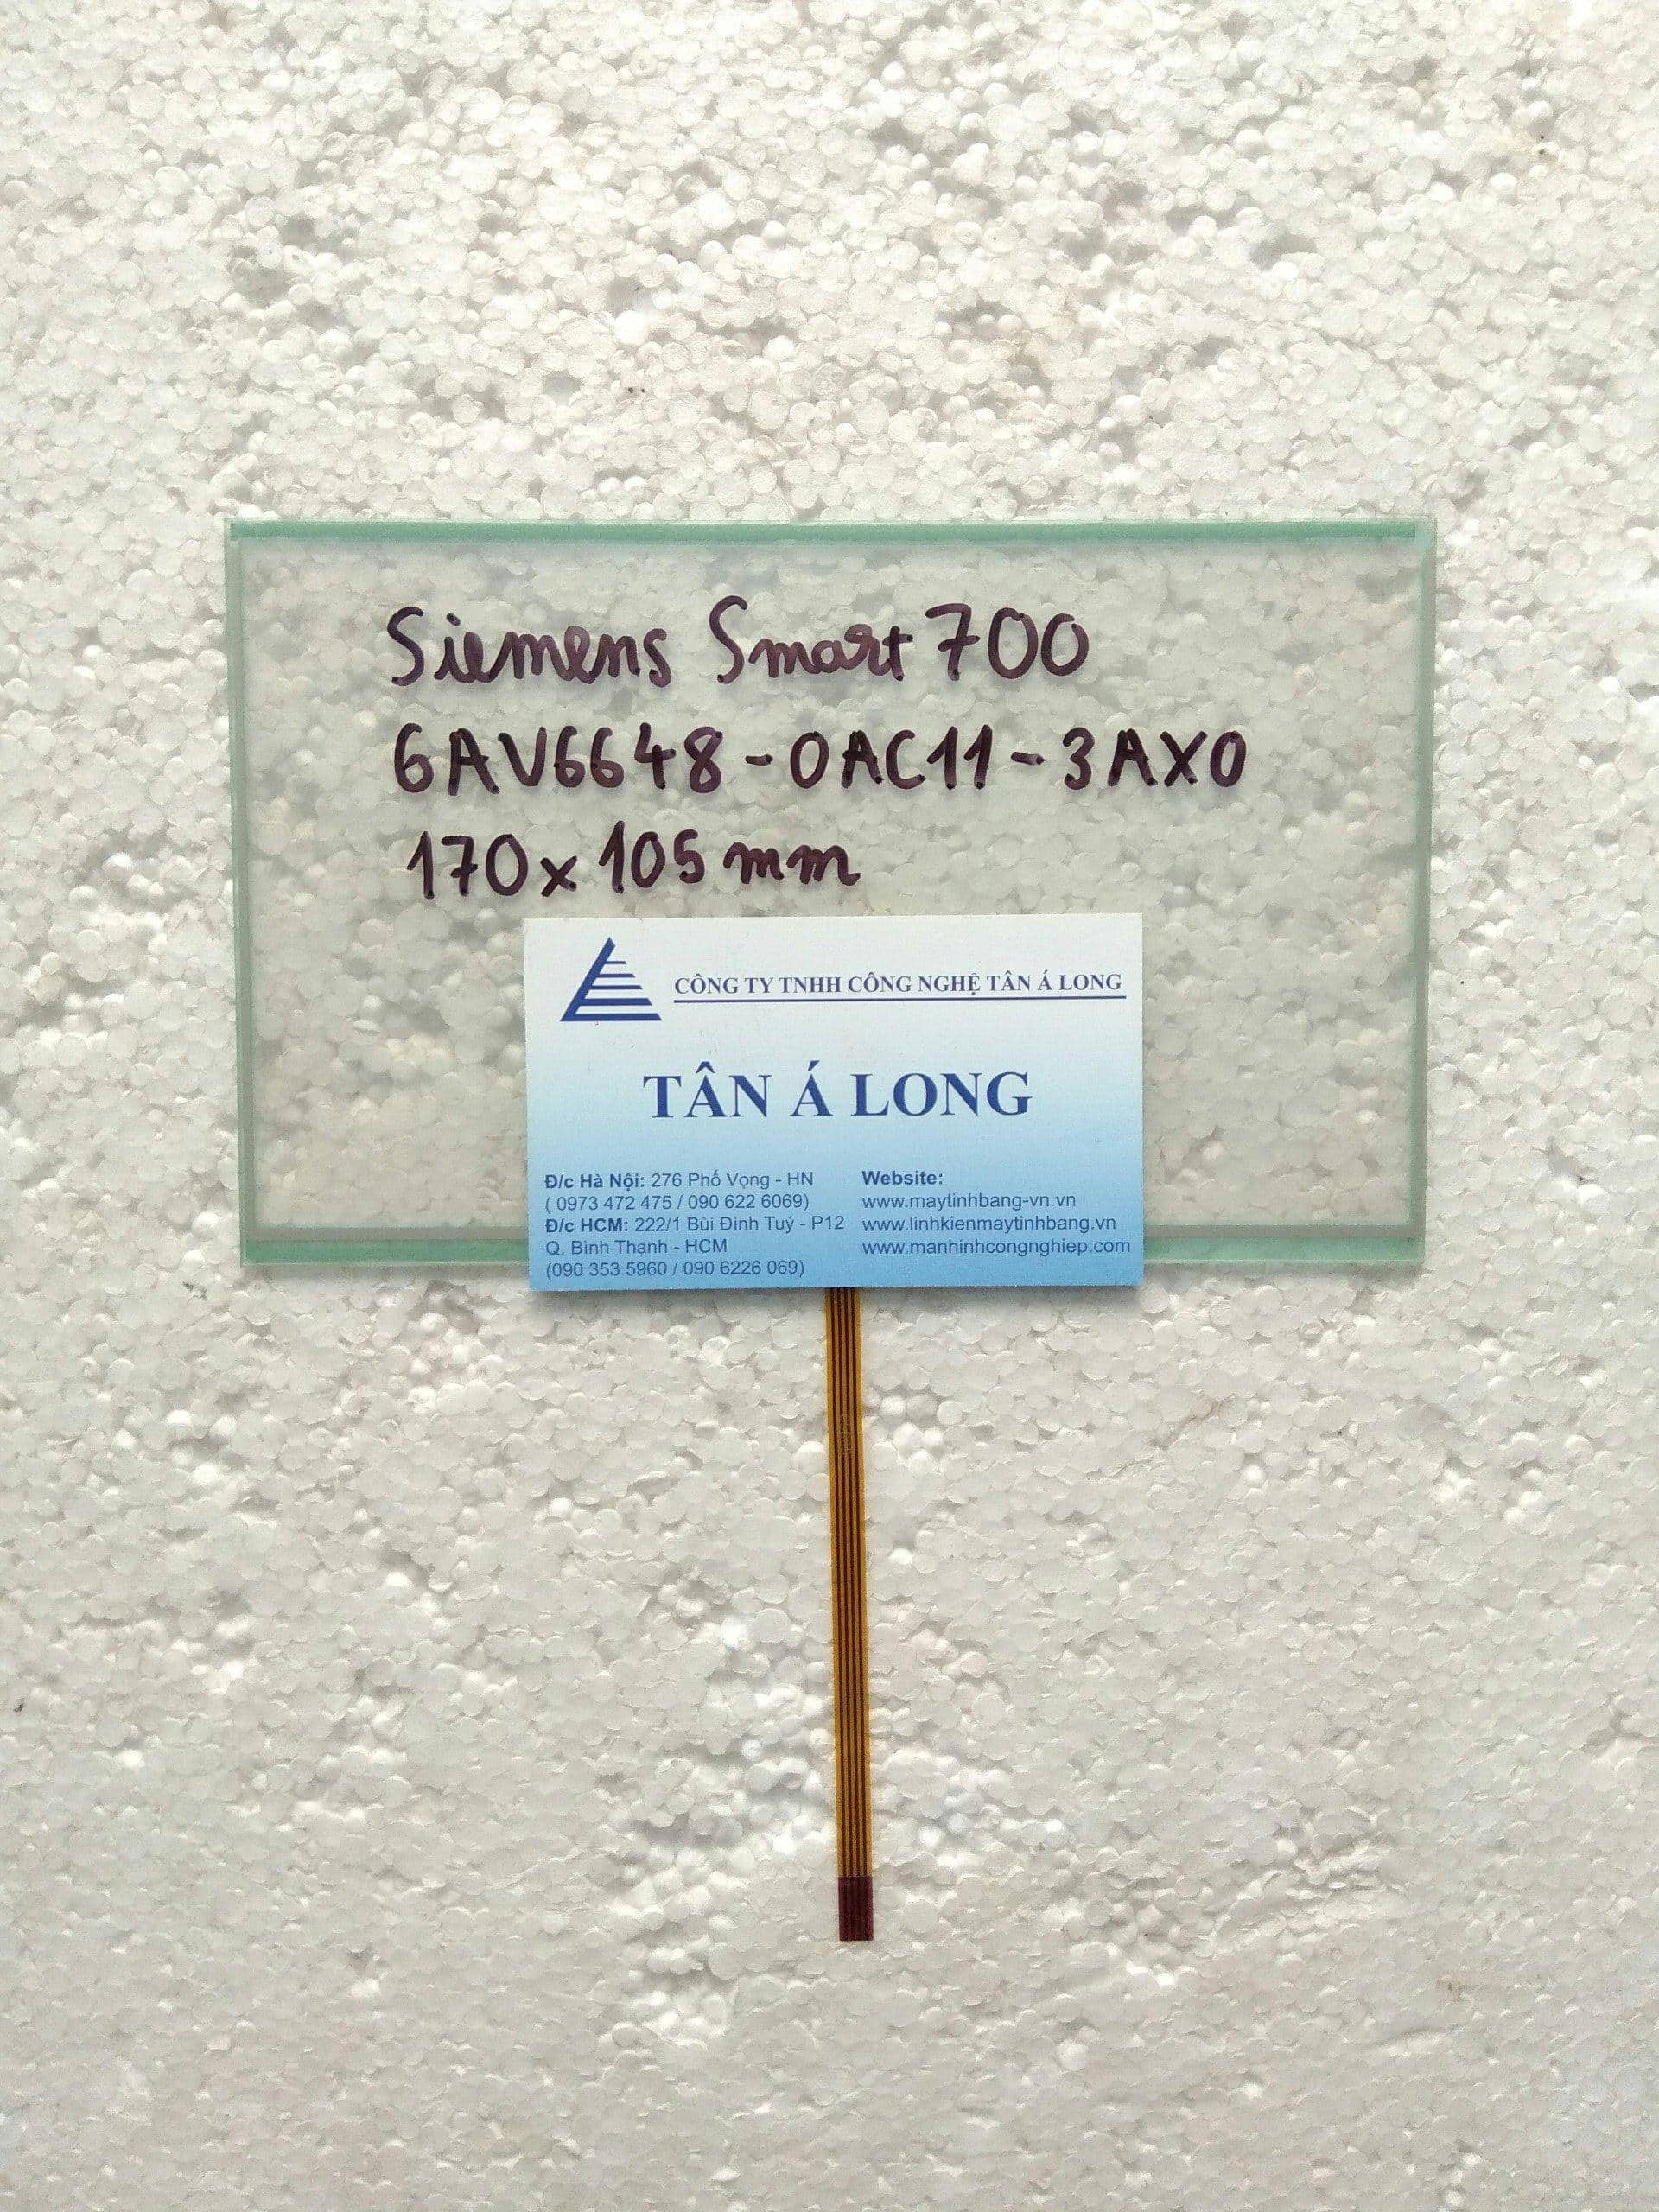 Siemens Smart 700
6AV6648-0AC11-3AX0
170x105mm
CÔNG TY TNHH CÔNG NGHỆ TÂN Á LONG
TÂN Á LONG
Đ/c Hà Nội: 276 Phố Vọng - HN
( 0973 472 475 / 090 622 6069)
Đ/c HCM: 222/1 Bùi Đình Tuý - P12
Q. Bình Thạnh - HCM
(090 353 5960 / 090 6226 069)
Website:
www.maytinhbang-vn.vn
www.linhkienmaytinhbang.vn
www.manhinhcongnghiep.com